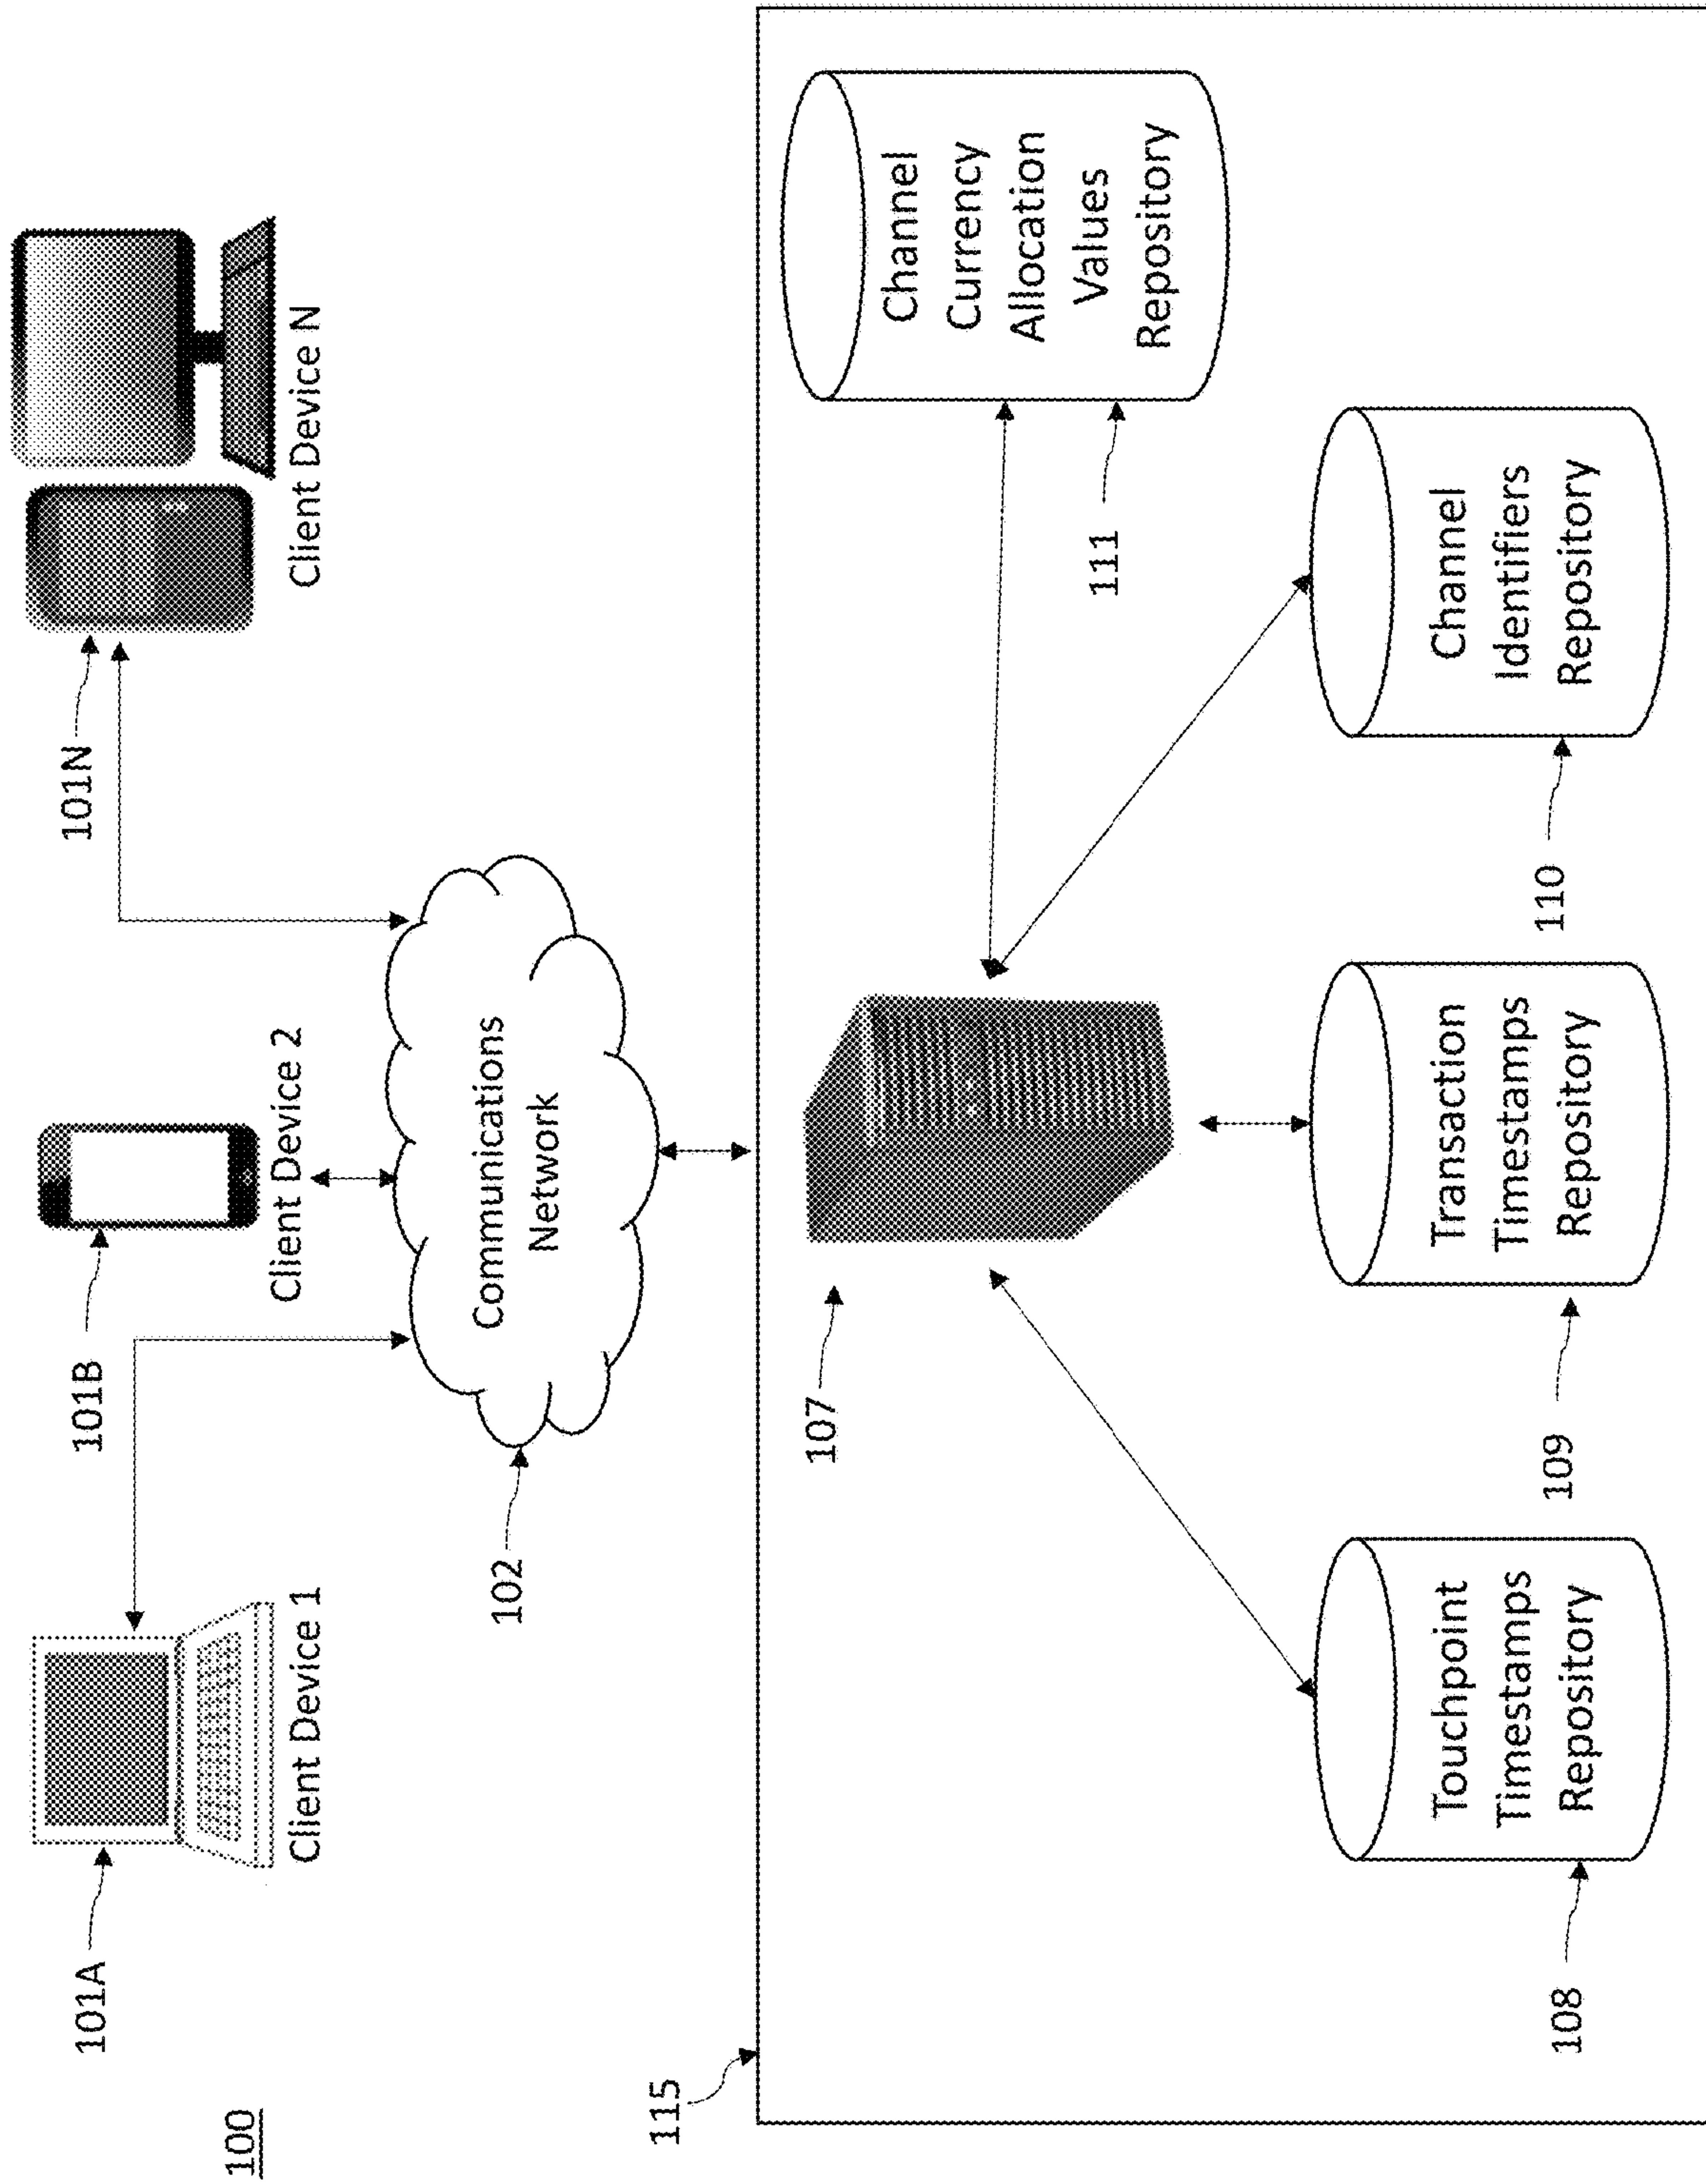 100
101A
Client Device 1
101B
Client Device 2
101N
Client Device N
102
Communications
Network
115
107
108
Touchpoint
Timestamps
Repository
109
Transaction
Timestamps
Repository
110
Channel
Identifiers
Repository
111
Channel
Currency
Allocation
Values
Repository